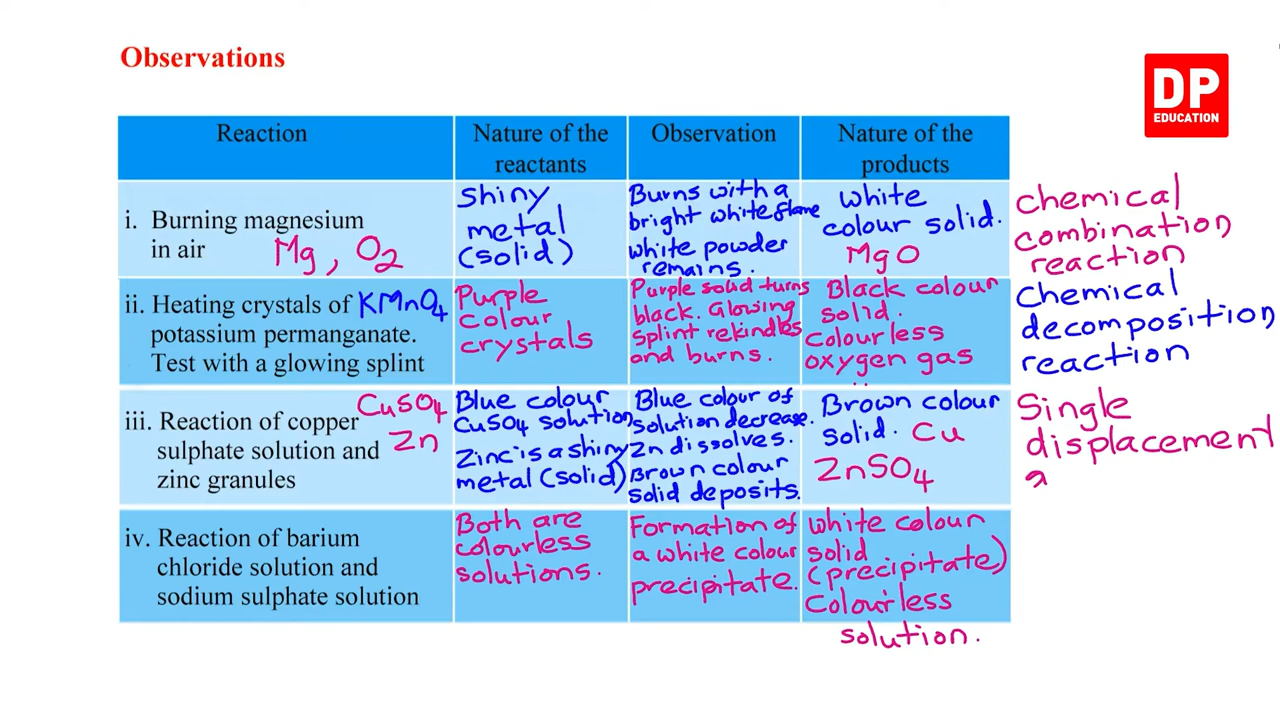 Observations
DP
EDUCATION
Reaction
Nature of the
reactants
Observation
Nature of the
products
i. Burning magnesium
in air
Mg, O2
shiny
metal
(solid)
Burns with a
bright white flame
white powder
remains.
white
colour solid.
MgO
chemical
combination
reaction
ii. Heating crystals of KMnO4
potassium permanganate.
Test with a glowing splint
Purple
colour
crystals
Purple solid turns
black. Glowing
splint rekindles
and burns.
Black colour
solid.
colourless
oxygen gas
Chemical
decomposition
reaction
iii. Reaction of copper
sulphate solution and
zinc granules
CuSO4
Zn
Blue colour
CuSO4 solution
Zinc is a shiny
metal (solid)
Blue colour of
solution decrease.
Zn dissolves.
Brown colour
solid deposits.
Brown colour
solid. Cu
ZnSO4
Single
displacement
iv. Reaction of barium
chloride solution and
sodium sulphate solution
Both are
colourless
solutions.
Formation of
a white colour
precipitate.
white colour
solid
(precipitate)
Colourless
solution.